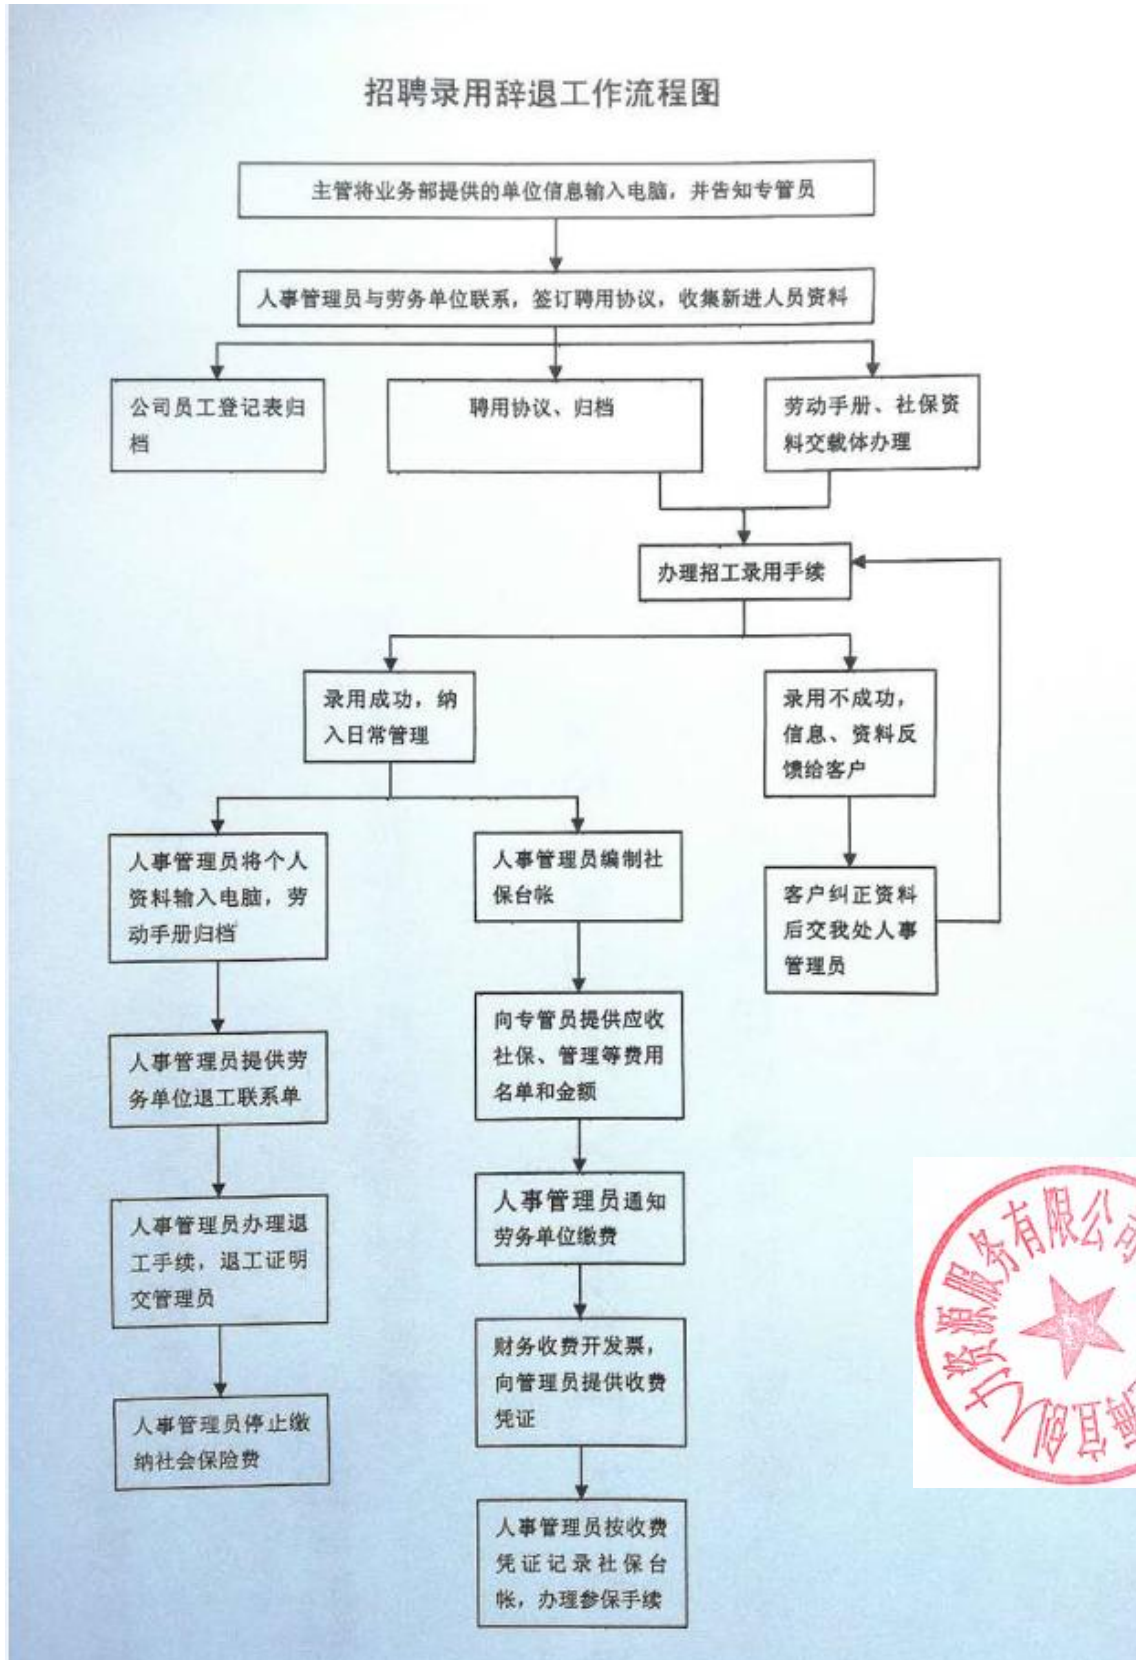 招聘录用辞退工作流程图
主管将业务部提供的单位信息输入电脑，并告知专管员
人事管理员与劳务单位联系，签订聘用协议，收集新进人员资料
公司员工登记表归
档
聘用协议、归档
劳动手册、社保资
料交载体办理
办理招工录用手续
录用成功，纳
入日常管理
录用不成功，
信息、资料反
馈给客户
人事管理员将个人
资料输入电脑，劳
动手册归档
人事管理员编制社
保台帐
客户纠正资料
后交我处人事
管理员
向专管员提供应收
社保、管理等费用
名单和金额
人事管理员提供劳
务单位退工联系单
人事管理员通知
劳务单位缴费
人事管理员办理退
工手续，退工证明
交管理员
财务收费开发票，
向管理员提供收费
凭证
人事管理员停止缴
纳社会保险费
人事管理员按收费
凭证记录社保台
帐，办理参保手续
海宜创人力资源服务有限公司